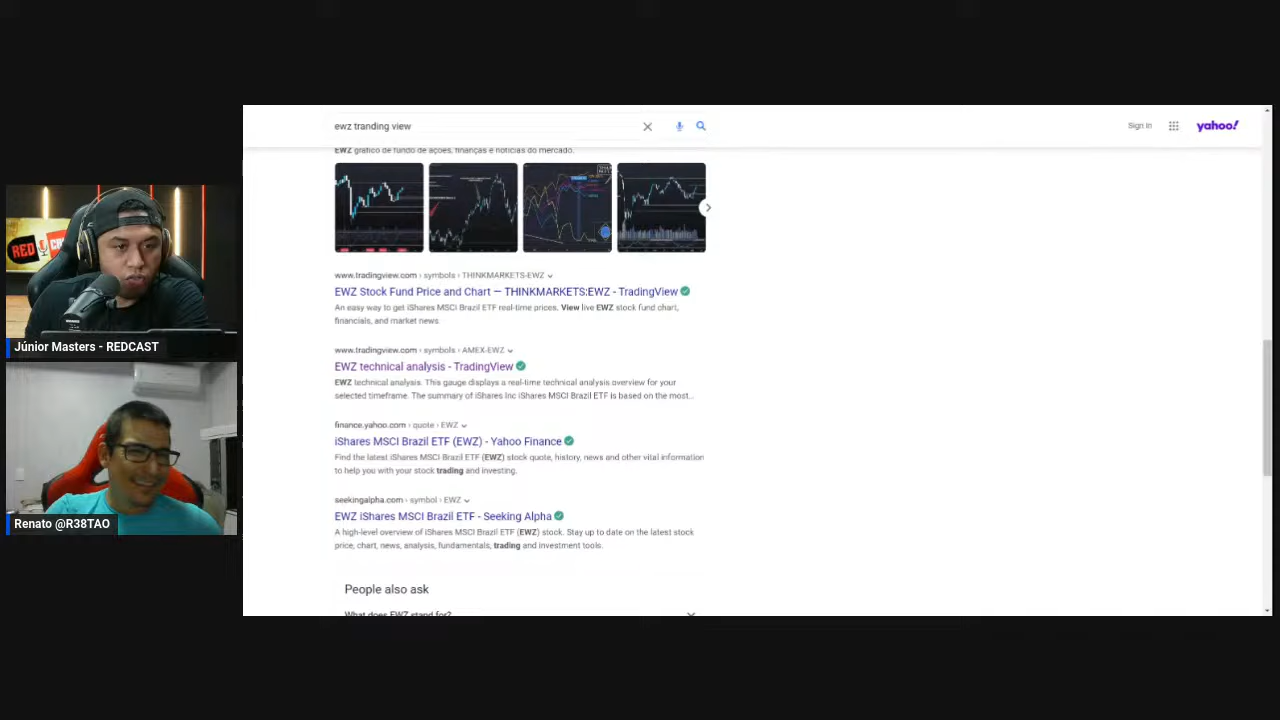 ewz tranding view
Sign In
yahoo!
EWZ gráfico de fundo de ações, finanças e notícias do mercado.
www.tradingview.com › symbols › THINKMARKETS-EWZ
EWZ Stock Fund Price and Chart — THINKMARKETS:EWZ - TradingView
An easy way to get iShares MSCI Brazil ETF real-time prices. View live EWZ stock fund chart,
financials, and market news.
www.tradingview.com › symbols › AMEX-EWZ
EWZ technical analysis - TradingView
EWZ technical analysis. This gauge displays a real-time technical analysis overview for your
selected timeframe. The summary of iShares Inc iShares MSCI Brazil ETF is based on the most...
finance.yahoo.com › quote › EWZ
iShares MSCI Brazil ETF (EWZ) - Yahoo Finance
Find the latest iShares MSCI Brazil ETF (EWZ) stock quote, history, news and other vital information
to help you with your stock trading and investing.
seekingalpha.com › symbol › EWZ
EWZ iShares MSCI Brazil ETF - Seeking Alpha
A high-level overview of iShares MSCI Brazil ETF (EWZ) stock. Stay up to date on the latest stock
price, chart, news, analysis, fundamentals, trading and investment tools.
People also ask
What does EWZ stand for?
RED
Júnior Masters - REDCAST
Renato @R38TAO